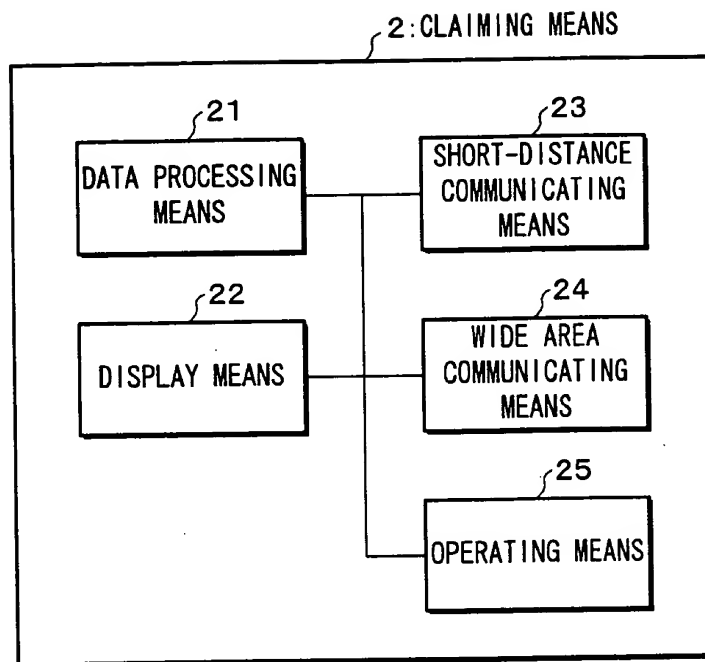 2:CLAIMING MEANS
21
DATA PROCESSING
MEANS
23
SHORT-DISTANCE
COMMUNICATING
MEANS
22
DISPLAY MEANS
24
WIDE AREA
COMMUNICATING
MEANS
25
OPERATING MEANS